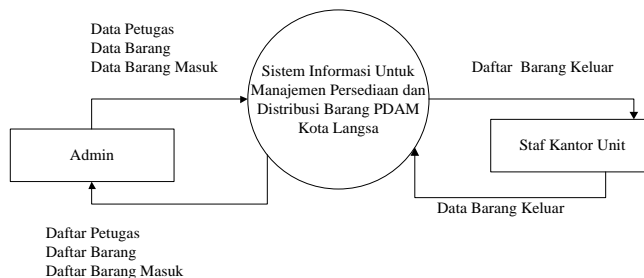 Data Petugas
Data Barang
Data Barang Masuk
Sistem Informasi Untuk
Manajemen Persediaan dan
Distribusi Barang PDAM
Kota Langsa
Daftar Barang Keluar
Admin
Staf Kantor Unit
Data Barang Keluar
Daftar Petugas
Daftar Barang
Daftar Barang Masuk